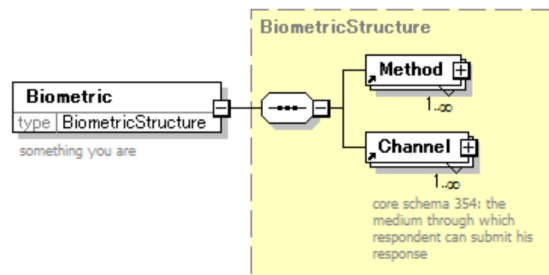 BiometricStructure
Biometric
type BiometricStructure
something you are
Method
1..∞
Channel
1..∞
core schema 354: the
medium through which
respondent can submit his
response